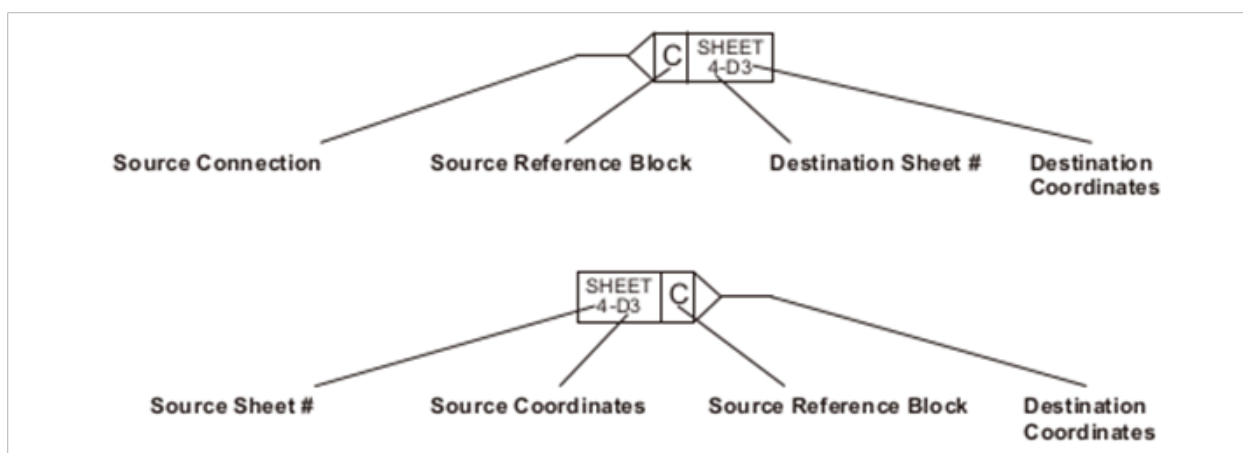 C
SHEET
4-D3
Source Connection
Source Reference Block
Destination Sheet #
Destination
Coordinates
SHEET
4-D3
C
Source Sheet #
Source Coordinates
Source Reference Block
Destination
Coordinates